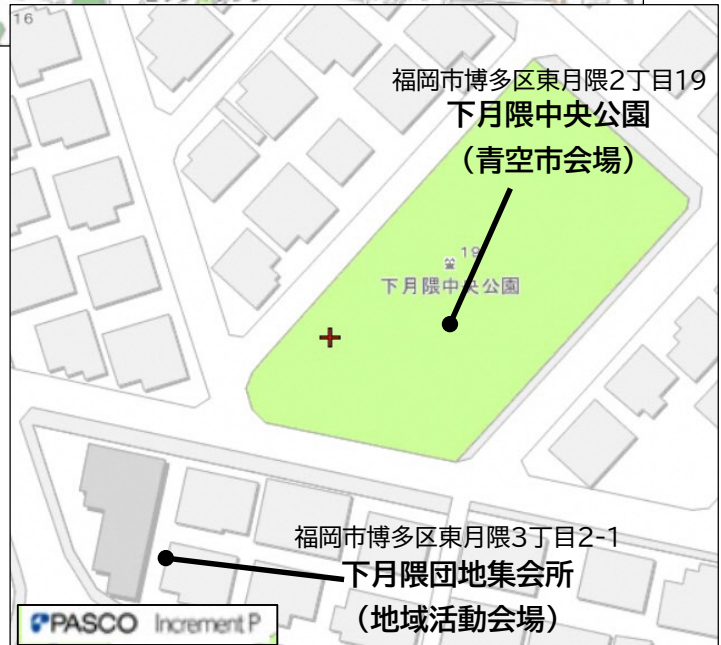 16
福岡市博多区東月隈2丁目19
下月隈中央公園
（青空市会場）
19
下月隈中央公園
福岡市博多区東月隈3丁目2-1
下月隈団地集会所
（地域活動会場）
PASCO Increment P